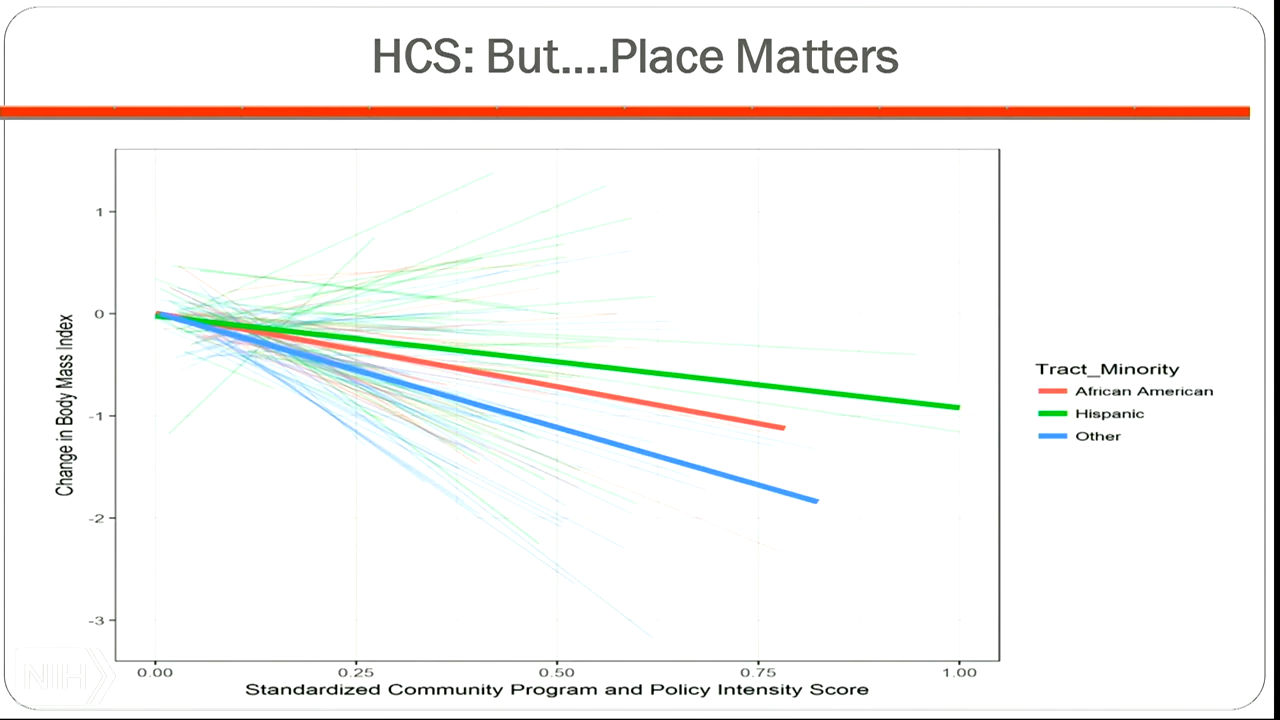 HCS: But....Place Matters
Change in Body Mass Index
1
0
-1
-2
-3
0.00 0.25 0.50 0.75 1.00
Standardized Community Program and Policy Intensity Score
Tract_Minority
African American
Hispanic
Other
NIH